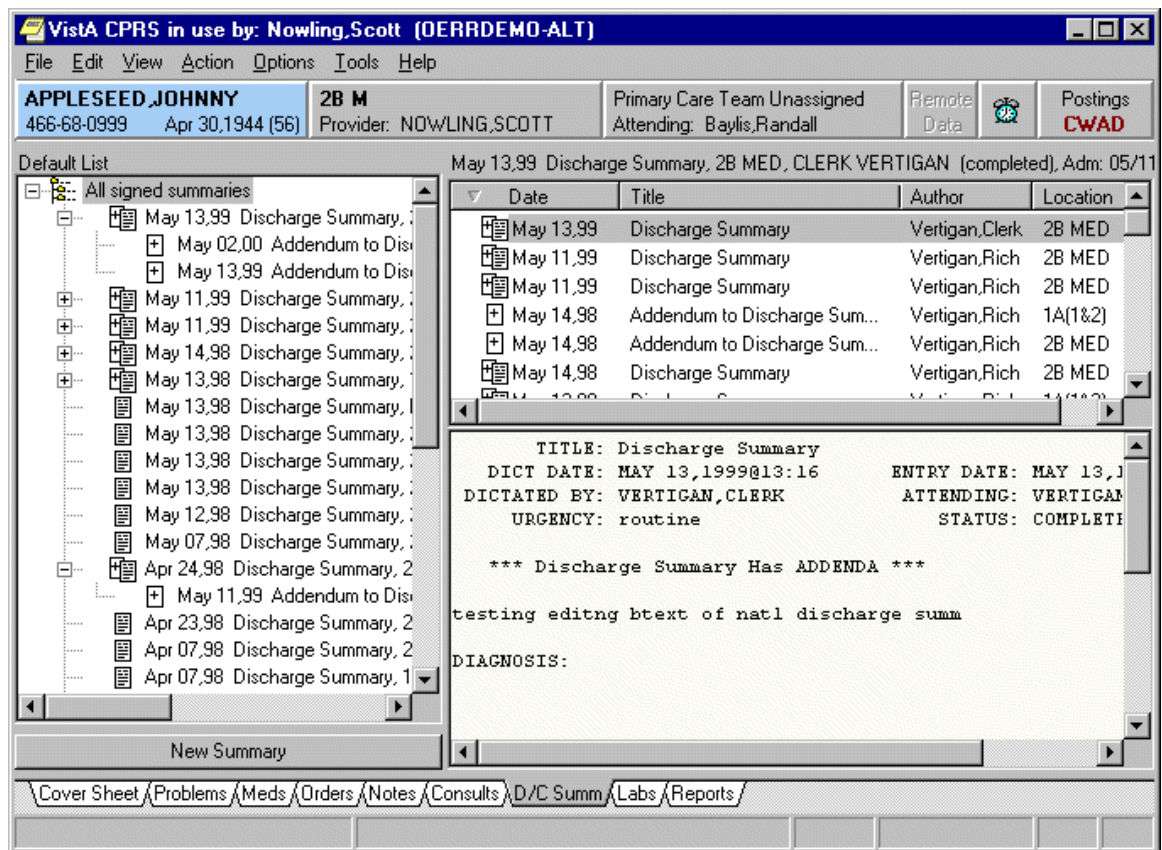 VistA CPRS in use by: Nowling,Scott (OERRDEMO-ALT)
File Edit View Action Options Tools Help
APPLESEED,JOHNNY
466-68-0999 Apr 30,1944 (56)
2B M
Provider: NOWLING,SCOTT
Primary Care Team Unassigned
Attending: Baylis,Randall
Remote
Data
Postings
CWAD
Default List
All signed summaries
May 13,99 Discharge Summary,
May 02,00 Addendum to Dis
May 13,99 Addendum to Dis
May 11,99 Discharge Summary,
May 11,99 Discharge Summary,
May 14,98 Discharge Summary,
May 13,98 Discharge Summary,
May 13,98 Discharge Summary,
May 13,98 Discharge Summary,
May 13,98 Discharge Summary,
May 13,98 Discharge Summary,
May 12,98 Discharge Summary,
May 07,98 Discharge Summary,
Apr 24,98 Discharge Summary, 2
May 11,99 Addendum to Dis
Apr 23,98 Discharge Summary, 2
Apr 07,98 Discharge Summary, 2
Apr 07,98 Discharge Summary, 1
New Summary
May 13,99 Discharge Summary, 2B MED, CLERK VERTIGAN (completed), Adm: 05/11
Date Title Author Location
May 13,99 Discharge Summary Vertigan,Clerk 2B MED
May 11,99 Discharge Summary Vertigan,Rich 2B MED
May 11,99 Discharge Summary Vertigan,Rich 2B MED
May 14,98 Addendum to Discharge Sum... Vertigan,Rich 1A(1&2)
May 14,98 Addendum to Discharge Sum... Vertigan,Rich 2B MED
May 14,98 Discharge Summary Vertigan,Rich 2B MED
TITLE: Discharge Summary
DICT DATE: MAY 13,1999@13:16 ENTRY DATE: MAY 13,1
DICTATED BY: VERTIGAN,CLERK ATTENDING: VERTIGAN
URGENCY: routine STATUS: COMPLETE
*** Discharge Summary Has ADDENDA ***
testing editng btext of natl discharge summ
DIAGNOSIS:
Cover Sheet Problems Meds Orders Notes Consults D/C Summ Labs Reports